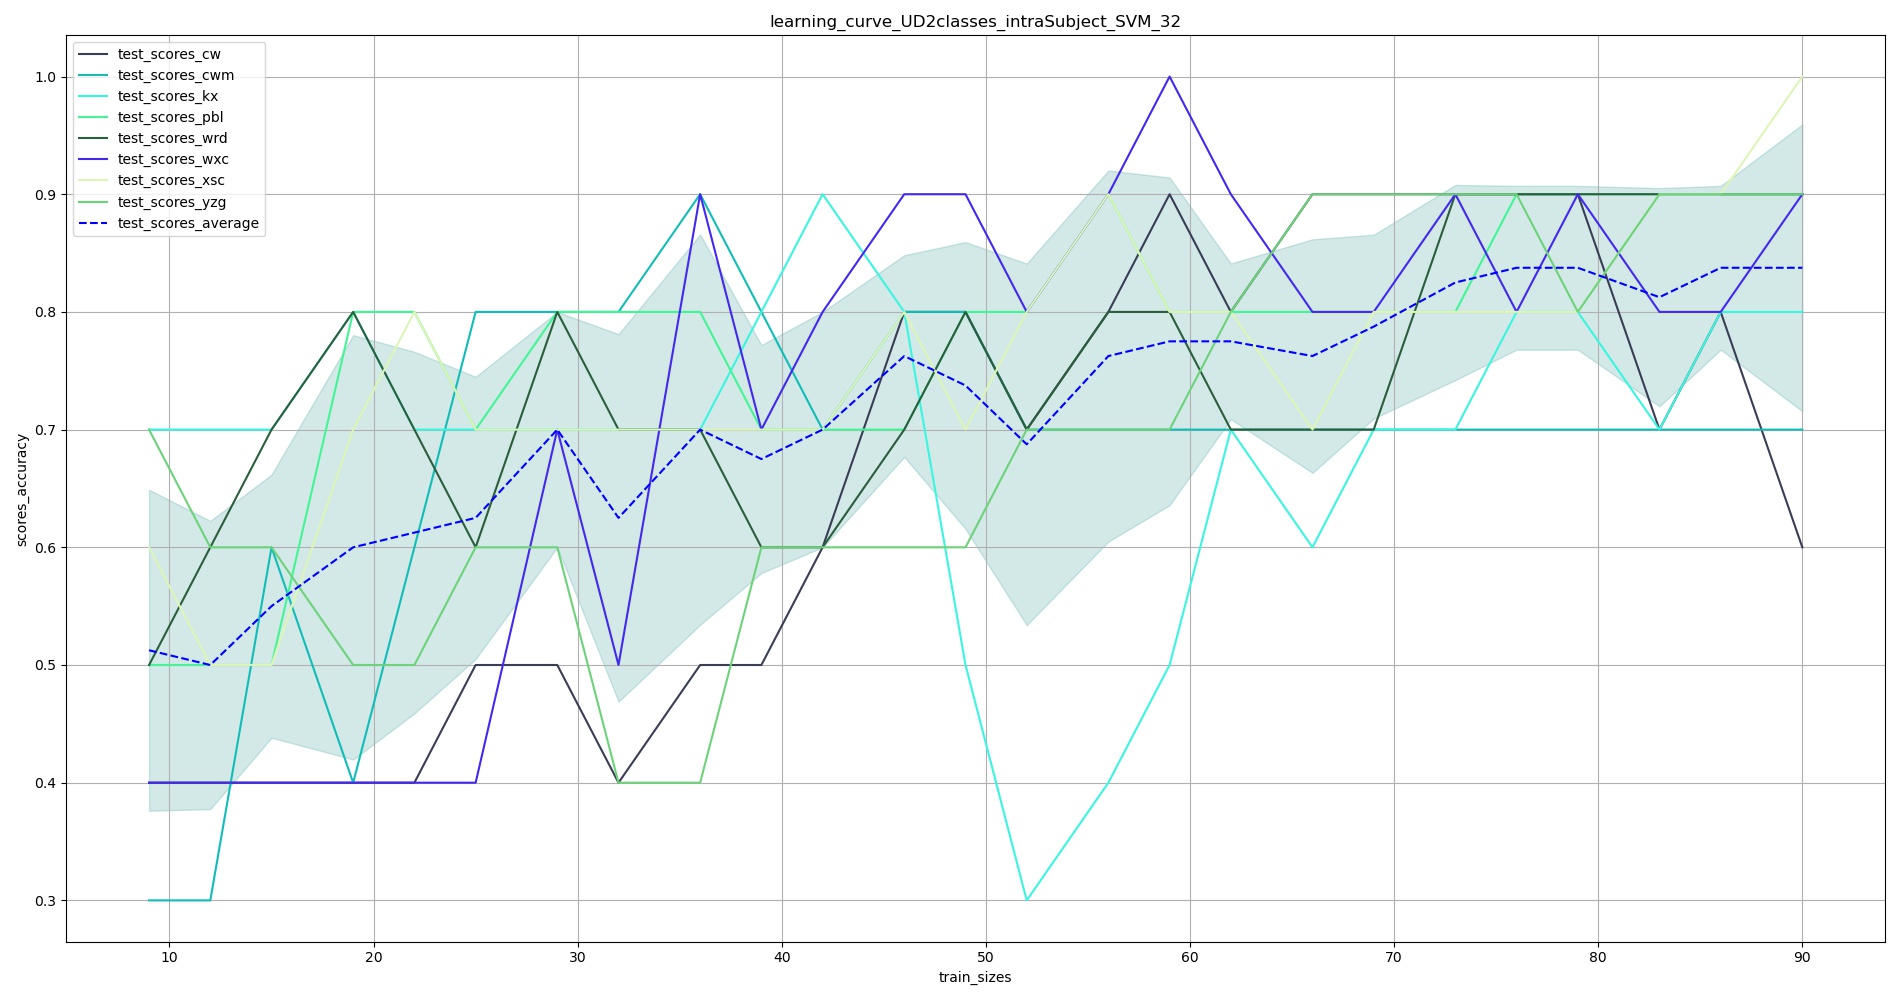 learning_curve_UD2classes_intraSubject_SVM_32
test_scores_cw
test_scores_cwm
test_scores_kx
test_scores_pbl
test_scores_wrd
test_scores_wxc
test_scores_xsc
test_scores_yzg
test_scores_average
scores_accuracy
1.0
0.9
0.8
0.7
0.6
0.5
0.4
0.3
10 20 30 40 50 60 70 80 90
train_sizes